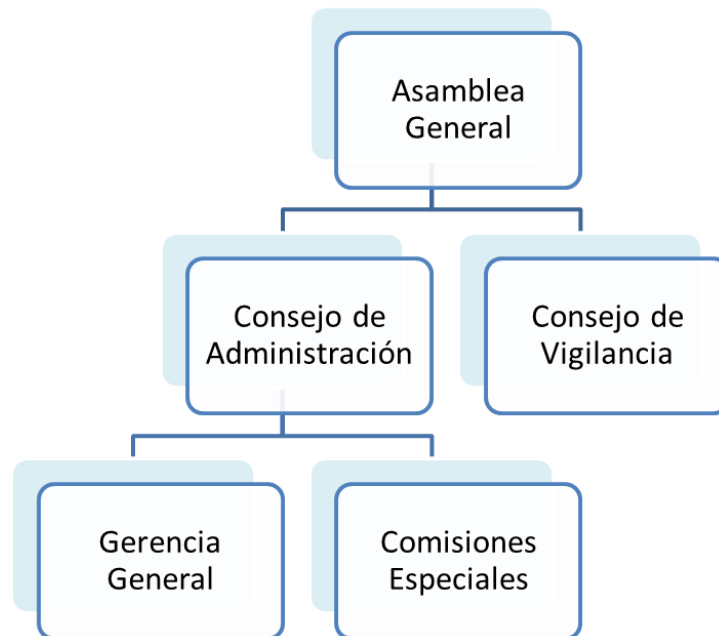 Asamblea
General
Consejo de
Administración
Consejo de
Vigilancia
Gerencia
General
Comisiones
Especiales